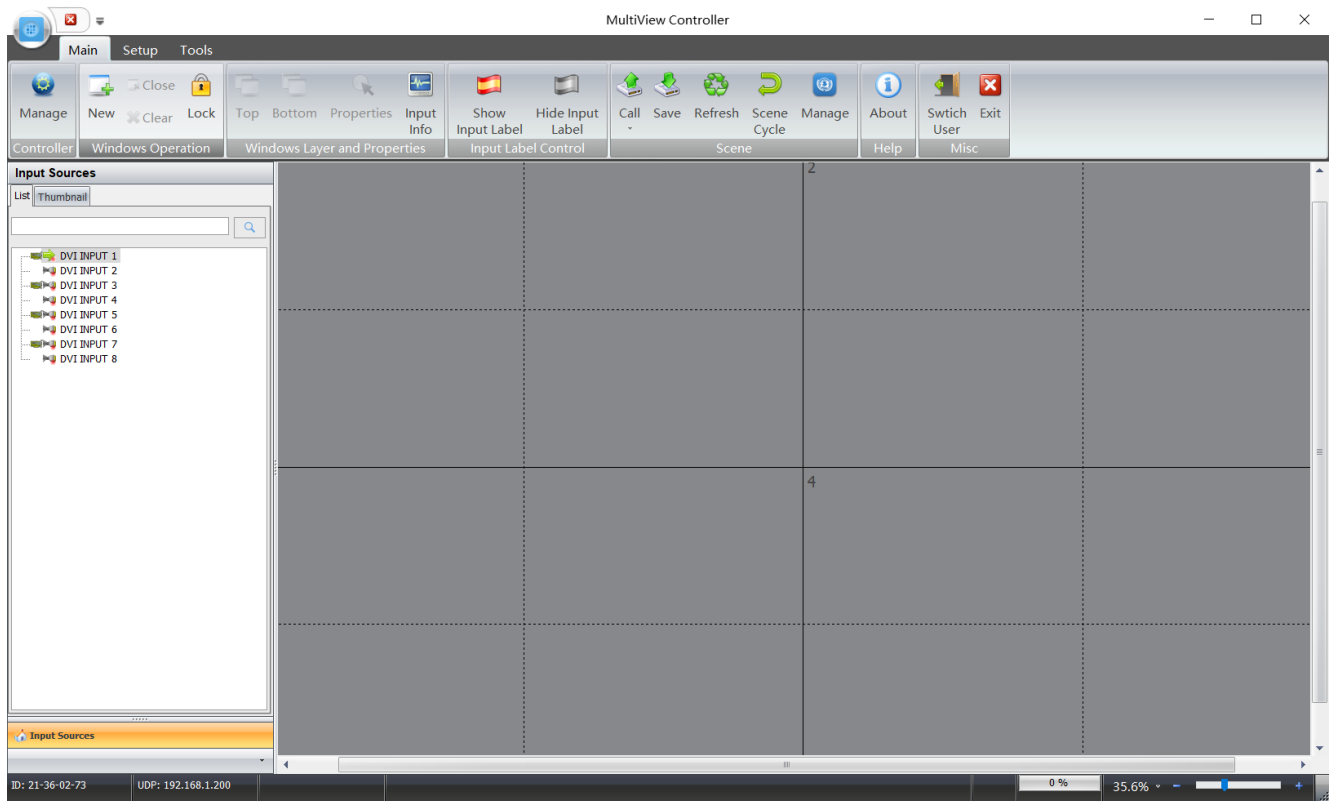 MultiView Controller
Main Setup Tools
Manage New Close Clear Lock Top Bottom Properties Input Info Show Input Label Hide Input Label Call Save Refresh Scene Cycle Manage About Swtich User Exit
Controller Windows Operation Windows Layer and Properties Input Label Control Scene Help Misc
Input Sources
List Thumbnail
DVI INPUT 1
DVI INPUT 2
DVI INPUT 3
DVI INPUT 4
DVI INPUT 5
DVI INPUT 6
DVI INPUT 7
DVI INPUT 8
2
4
Input Sources
ID: 21-36-02-73 UDP: 192.168.1.200 0 % 35.6%